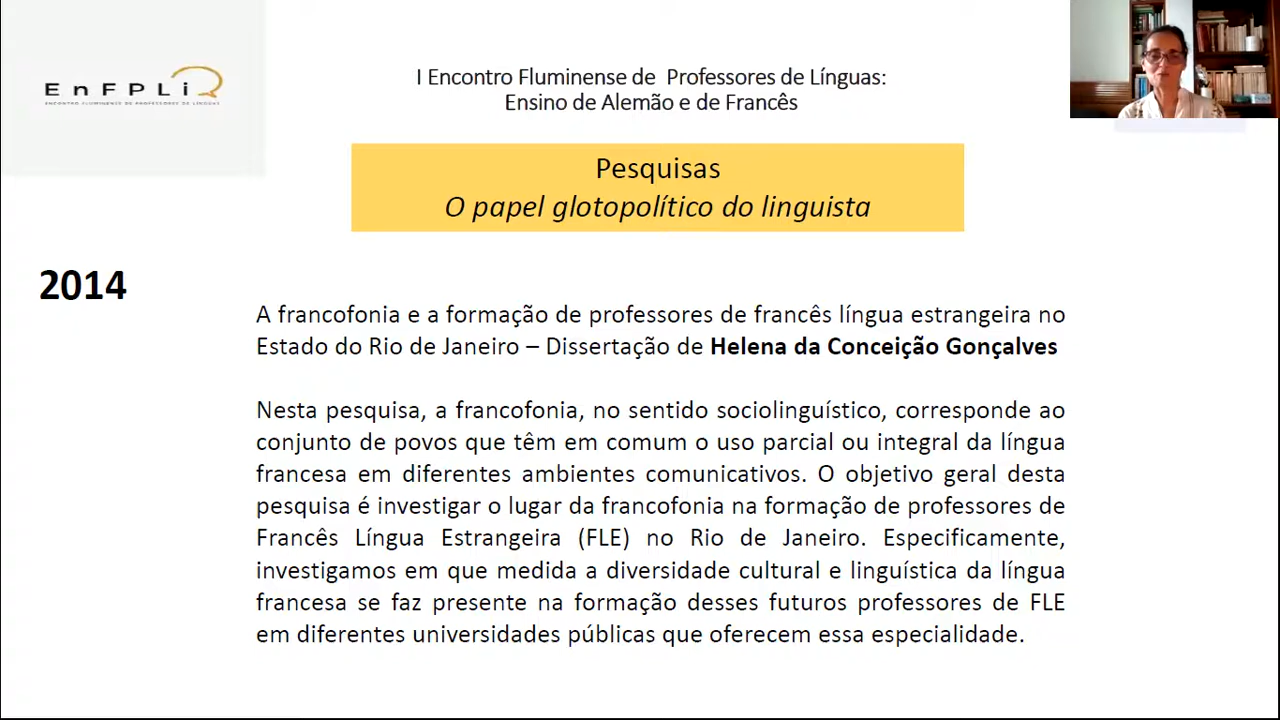 EnFPLi
ENCONTRO FLUMINENSE DE PROFESSORES DE LÍNGUAS
I Encontro Fluminense de Professores de Línguas:
Ensino de Alemão e de Francês
Pesquisas
O papel glotopolítico do linguista
2014
A francofonia e a formação de professores de francês língua estrangeira no
Estado do Rio de Janeiro – Dissertação de Helena da Conceição Gonçalves
Nesta pesquisa, a francofonia, no sentido sociolinguístico, corresponde ao
conjunto de povos que têm em comum o uso parcial ou integral da língua
francesa em diferentes ambientes comunicativos. O objetivo geral desta
pesquisa é investigar o lugar da francofonia na formação de professores de
Francês Língua Estrangeira (FLE) no Rio de Janeiro. Especificamente,
investigamos em que medida a diversidade cultural e linguística da língua
francesa se faz presente na formação desses futuros professores de FLE
em diferentes universidades públicas que oferecem essa especialidade.